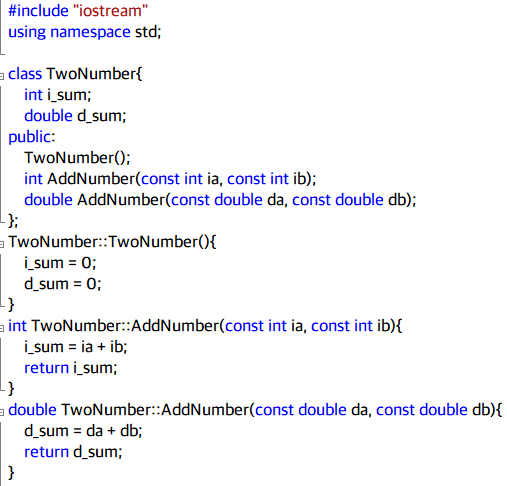 #include "iostream"
using namespace std;
class TwoNumber{
int i_sum;
double d_sum;
public:
TwoNumber();
int AddNumber(const int ia, const int ib);
double AddNumber(const double da, const double db);
};
TwoNumber::TwoNumber(){
i_sum = 0;
d_sum = 0;
}
int TwoNumber::AddNumber(const int ia, const int ib){
i_sum = ia + ib;
return i_sum;
}
double TwoNumber::AddNumber(const double da, const double db){
d_sum = da + db;
return d_sum;
}